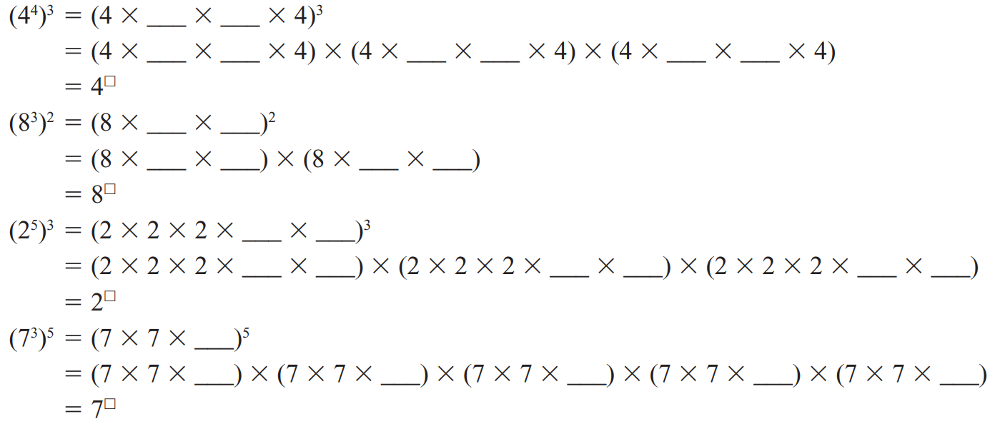 (4⁴)³ = (4 × ___ × ___ × 4)³
= (4 × ___ × ___ × 4) × (4 × ___ × ___ × 4) × (4 × ___ × ___ × 4)
= 4□
(8³)² = (8 × ___ × ___)²
= (8 × ___ × ___) × (8 × ___ × ___)
= 8□
(2⁵)³ = (2 × 2 × 2 × ___ × ___)³
= (2 × 2 × 2 × ___ × ___) × (2 × 2 × 2 × ___ × ___) × (2 × 2 × 2 × ___ × ___)
= 2□
(7³)⁵ = (7 × 7 × ___)⁵
= (7 × 7 × ___) × (7 × 7 × ___) × (7 × 7 × ___) × (7 × 7 × ___) × (7 × 7 × ___)
= 7□